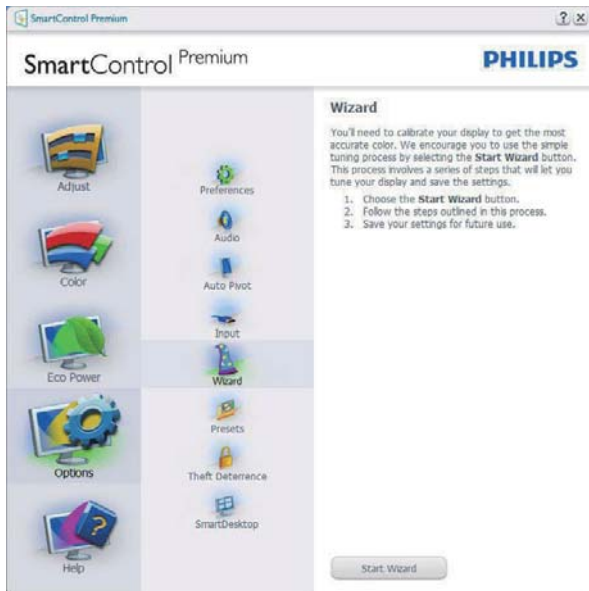 SmartControl Premium
? x
SmartControl Premium
PHILIPS
Adjust
Color
Eco Power
Options
Help
Preferences
Audio
Auto Pivot
Input
Wizard
Presets
Theft Deterrence
SmartDesktop
Wizard
You'll need to calibrate your display to get the most
accurate color. We encourage you to use the simple
tuning process by selecting the Start Wizard button.
This process involves a series of steps that will let you
tune your display and save the settings.
1. Choose the Start Wizard button.
2. Follow the steps outlined in this process.
3. Save your settings for future use.
Start Wizard